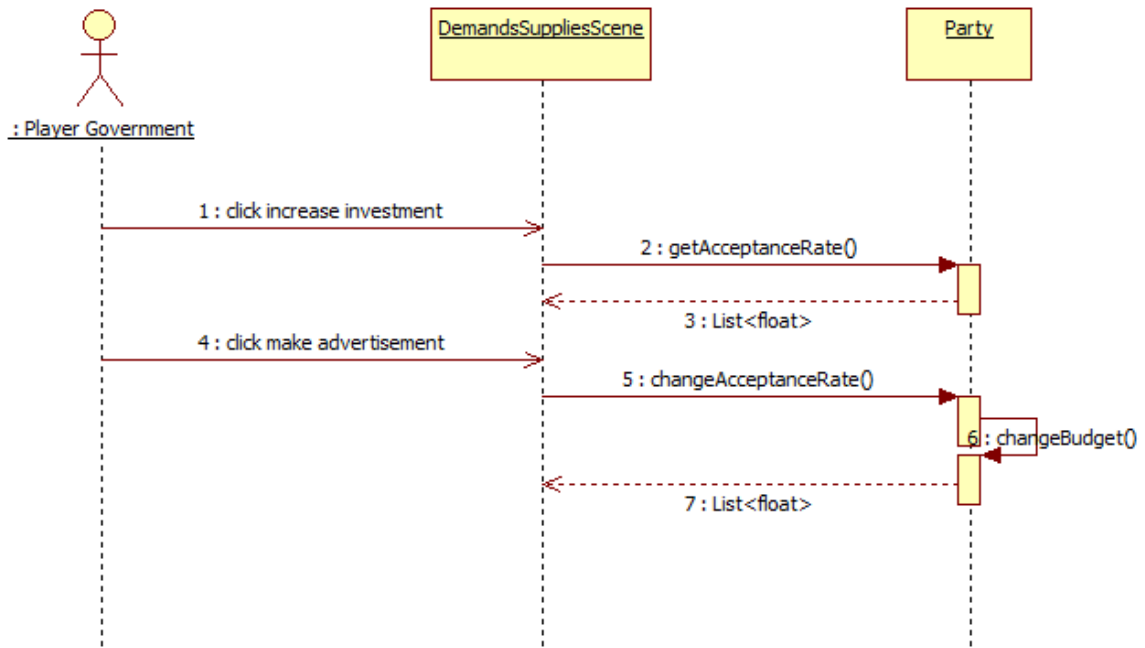 DemandsSuppliesScene
Party
: Player Government
1 : click increase investment
2 : getAcceptanceRate()
3 : List<float>
4 : click make advertisement
5 : changeAcceptanceRate()
6 : changeBudget()
7 : List<float>